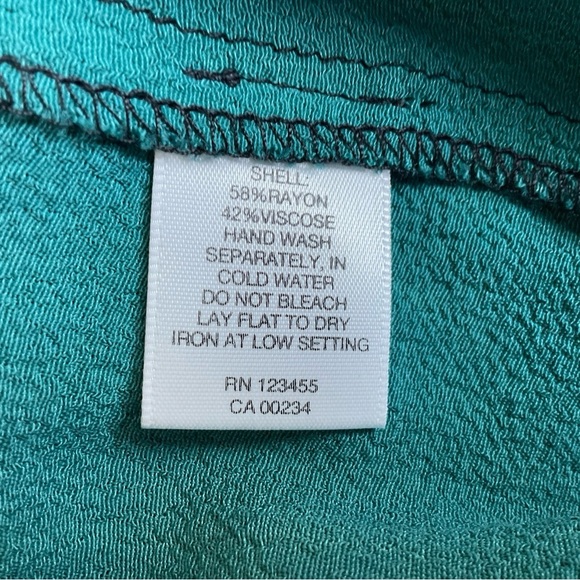 SHELL:
58%RAYON
42%VISCOSE
HAND WASH
SEPARATELY, IN
COLD WATER
DO NOT BLEACH
LAY FLAT TO DRY
IRON AT LOW SETTING
RN 123455
CA 00234